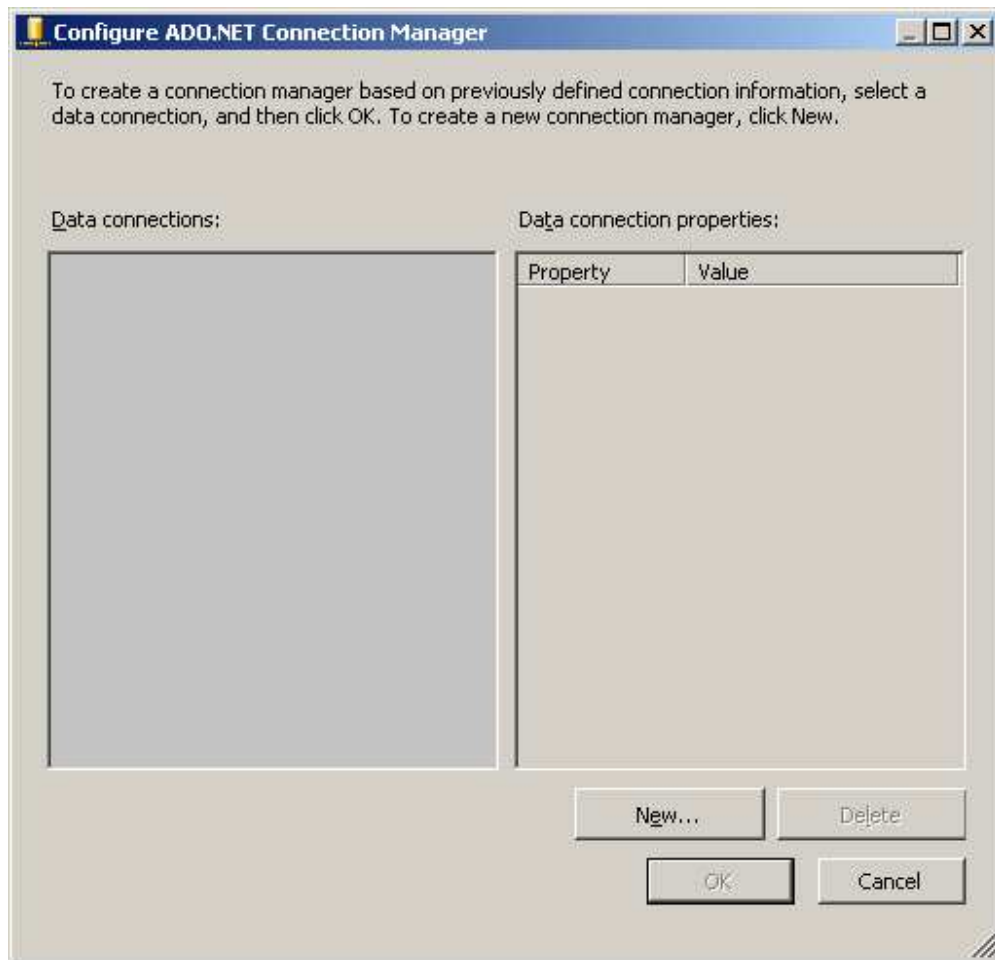 Configure ADO.NET Connection Manager
To create a connection manager based on previously defined connection information, select a
data connection, and then click OK. To create a new connection manager, click New.
Data connections:
Data connection properties:
Property Value
New... Delete
OK Cancel